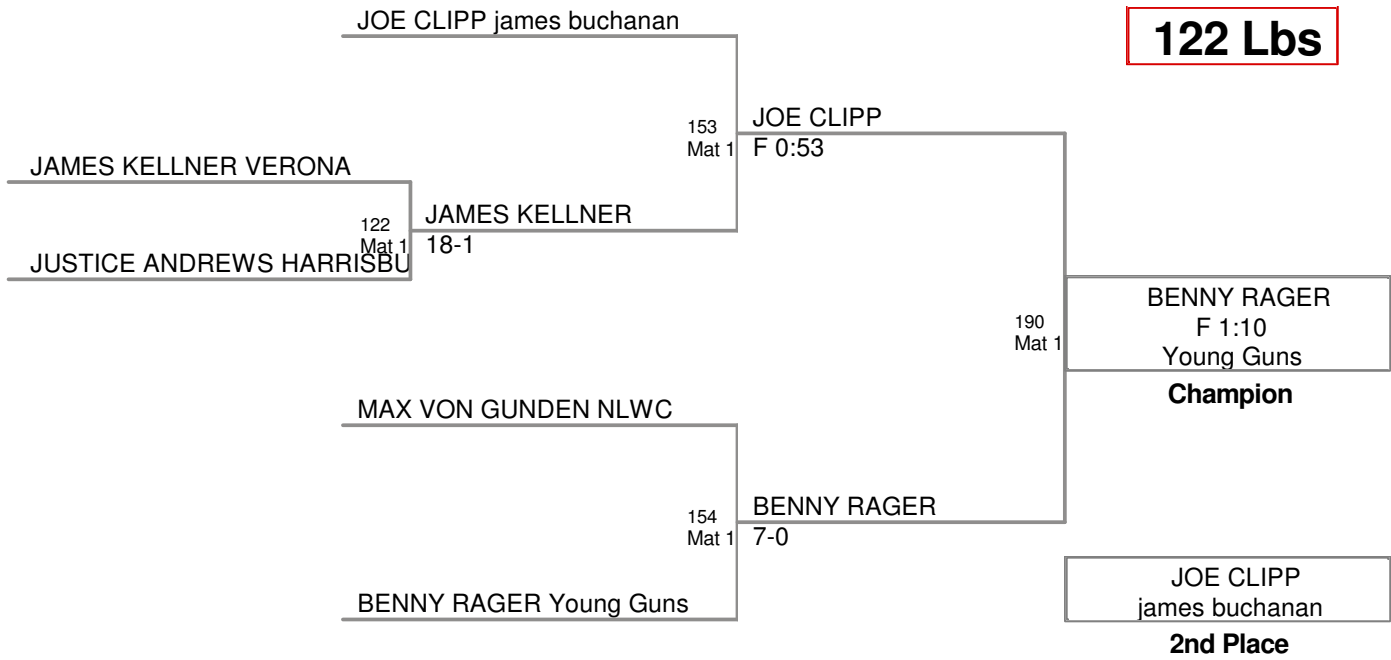 JOE CLIPP james buchanan
122 Lbs
153
Mat 1
JOE CLIPP
F 0:53
JAMES KELLNER VERONA
122
Mat 1
JAMES KELLNER
18-1
JUSTICE ANDREWS HARRISBU
190
Mat 1
BENNY RAGER
F 1:10
Young Guns
Champion
MAX VON GUNDEN NLWC
154
Mat 1
BENNY RAGER
7-0
BENNY RAGER Young Guns
JOE CLIPP
james buchanan
2nd Place